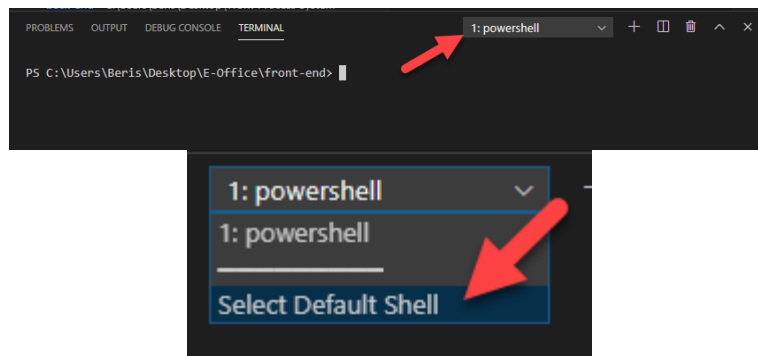 PROBLEMS OUTPUT DEBUG CONSOLE TERMINAL 1: powershell
PS C:\Users\Beris\Desktop\E-Office\front-end>
1: powershell
1: powershell
Select Default Shell